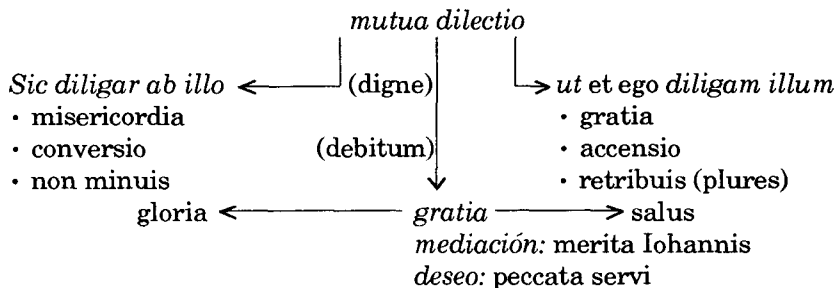 mutua dilectio
Sic diligar ab illo (digne) ut et ego diligam illum
· misericordia · gratia
· conversio (debitum) · accensio
· non minuis · retribuis (plures)
gloria gratia salus
mediación: merita Iohannis
deseo: peccata servi